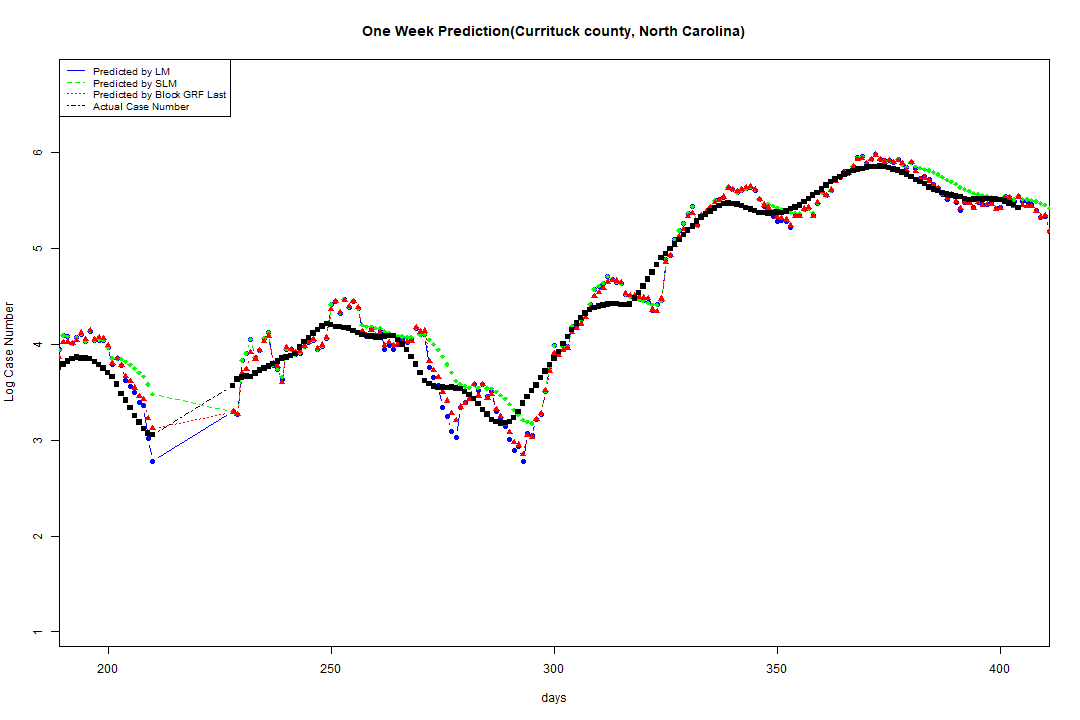 One Week Prediction(Currituck county, North Carolina)
Predicted by LM
Predicted by SLM
Predicted by Block GRF Last
Actual Case Number
Log Case Number
6
5
4
3
2
1
200 250 300 350 400
days